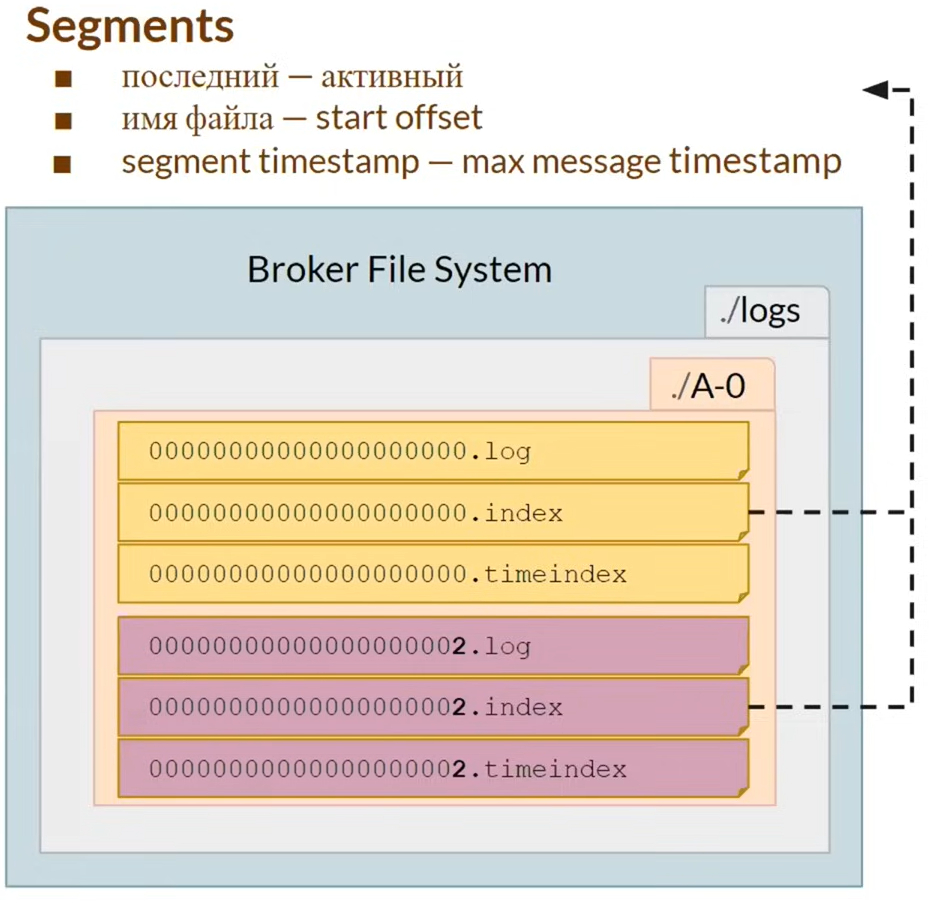 Segments
■ последний — активный
■ имя файла — start offset
■ segment timestamp — max message timestamp
Broker File System
./logs
./A-0
00000000000000000000.log
00000000000000000000.index
00000000000000000000.timeindex
00000000000000000002.log
00000000000000000002.index
00000000000000000002.timeindex